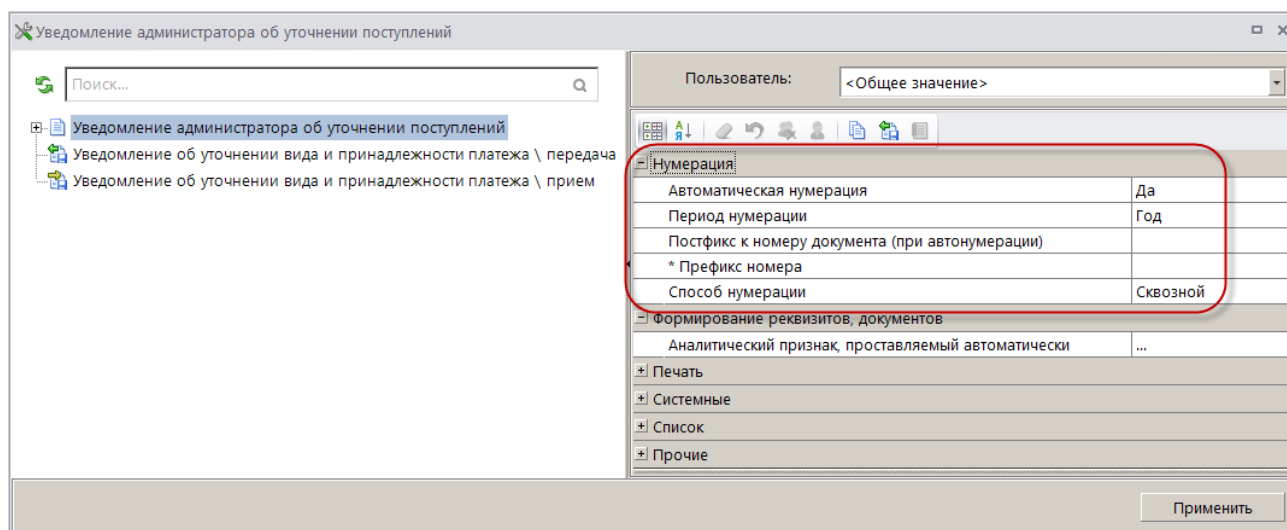 Уведомление администратора об уточнении поступлений
Поиск...
Уведомление администратора об уточнении поступлений
Уведомление об уточнении вида и принадлежности платежа \ передача
Уведомление об уточнении вида и принадлежности платежа \ прием
Пользователь: <Общее значение>
Нумерация
Автоматическая нумерация Да
Период нумерации Год
Постфикс к номеру документа (при автонумерации)
* Префикс номера
Способ нумерации Сквозной
Формирование реквизитов, документов
Аналитический признак, проставляемый автоматически ...
Печать
Системные
Список
Прочие
Применить